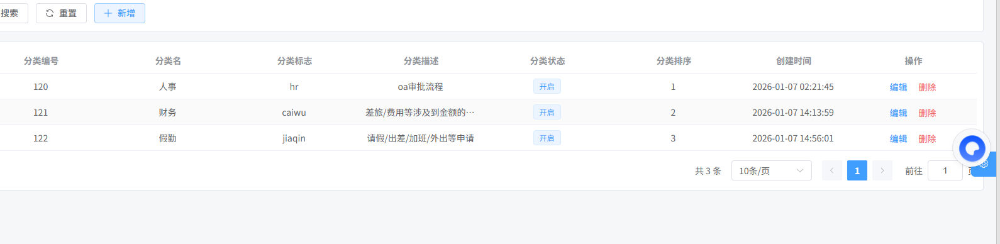 搜索 重置 新增
分类编号 分类名 分类标志 分类描述 分类状态 分类排序 创建时间 操作
120 人事 hr oa审批流程 开启 1 2026-01-07 02:21:45 编辑 删除
121 财务 caiwu 差旅/费用等涉及到金额的… 开启 2 2026-01-07 14:13:59 编辑 删除
122 假勤 jiaqin 请假/出差/加班/外出等申请 开启 3 2026-01-07 14:56:01 编辑 删除
共 3 条 10条/页 1 前往 1